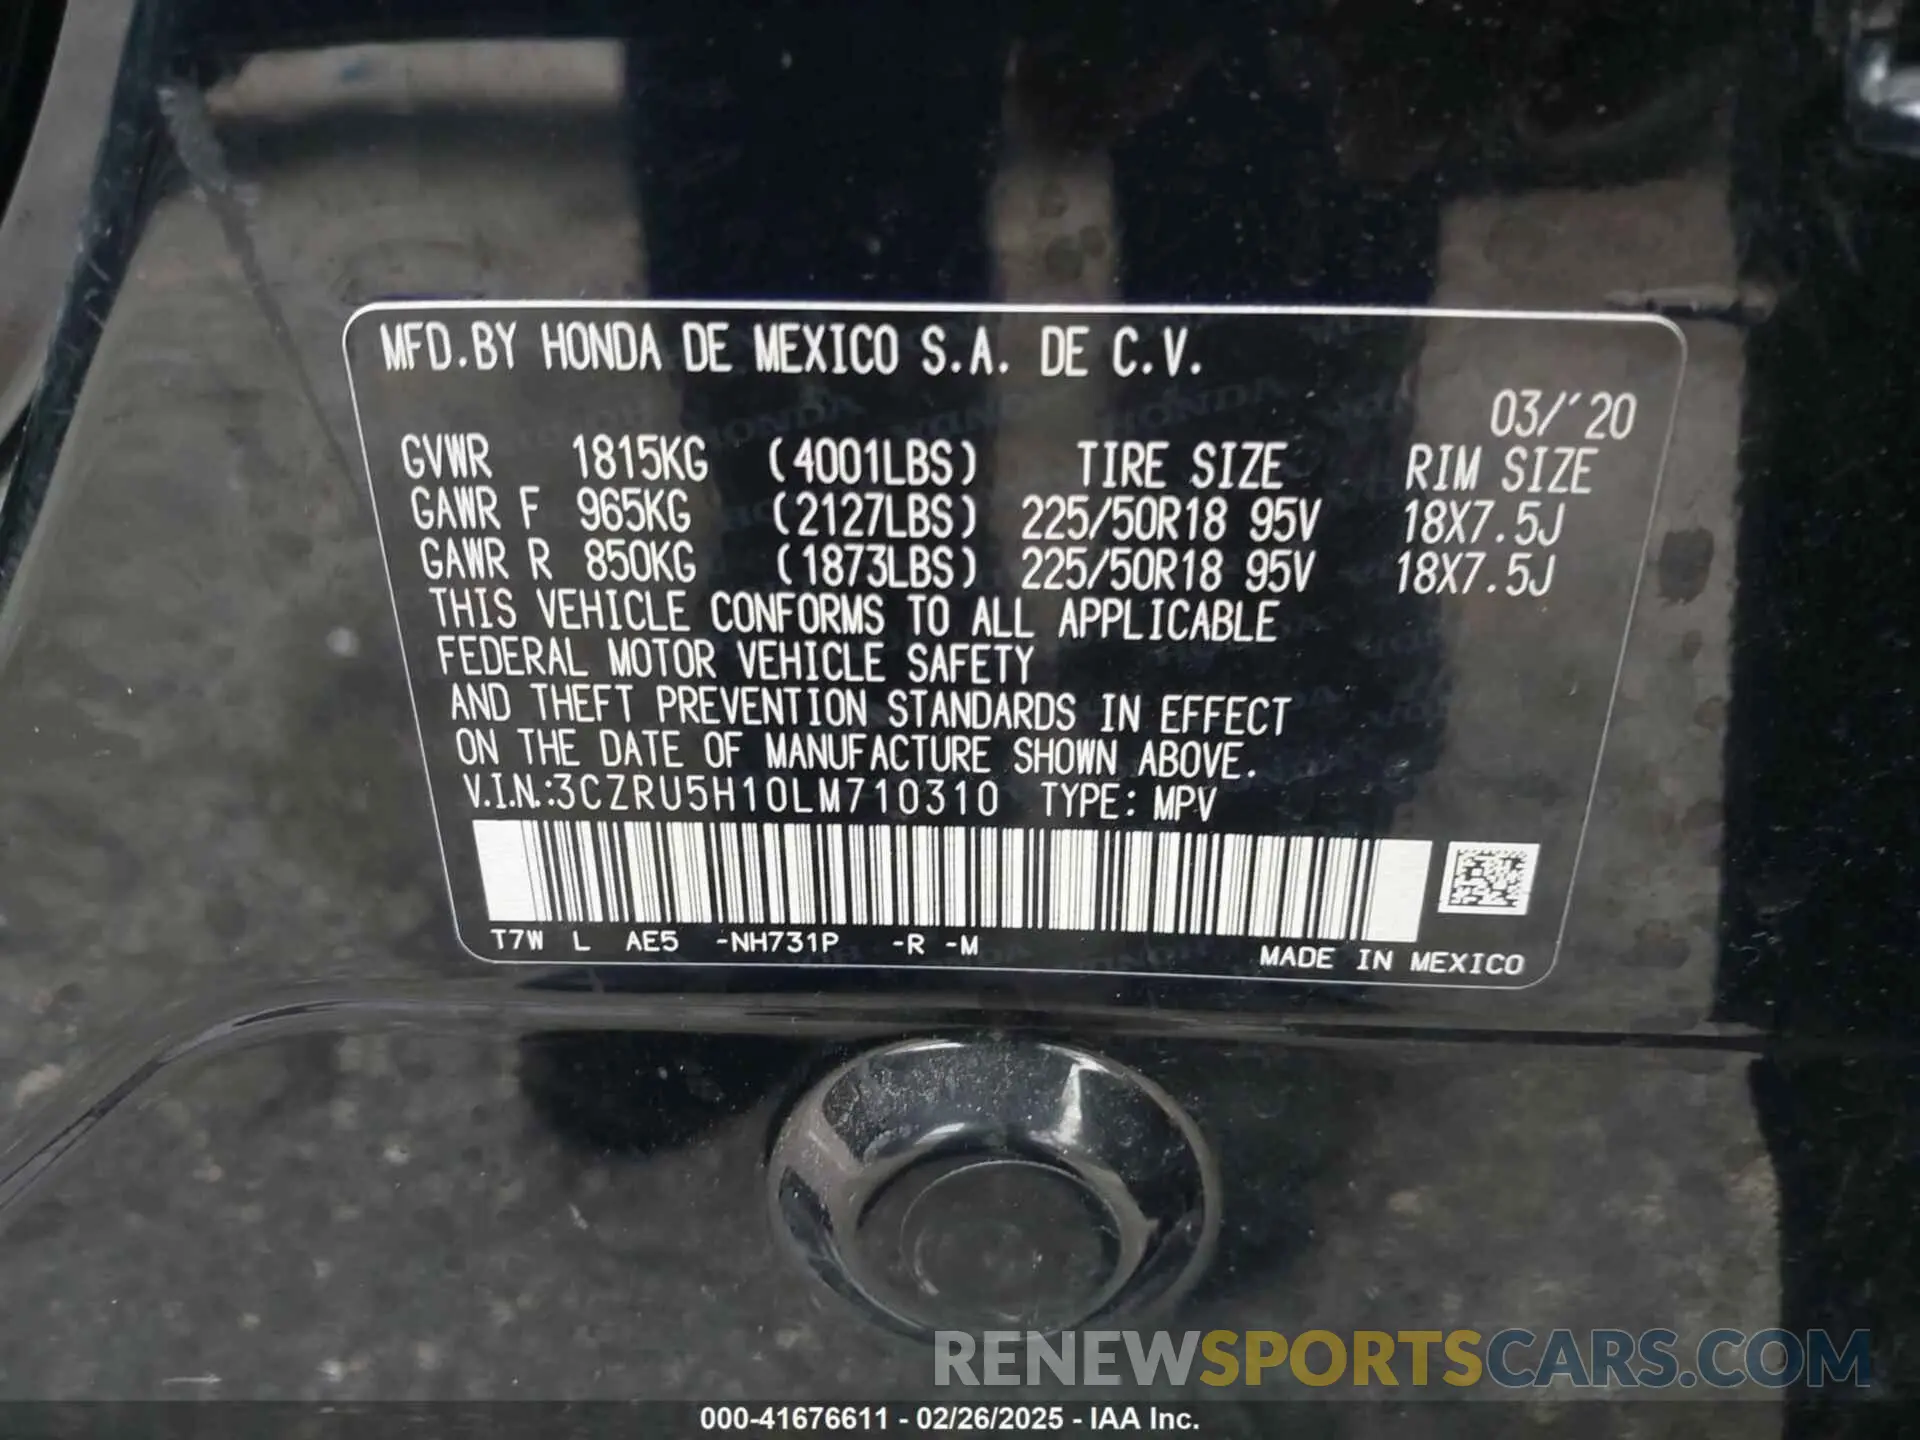 MFD.BY HONDA DE MEXICO S.A. DE C.V.
03/'20
GVWR 1815KG (4001LBS) TIRE SIZE RIM SIZE
GAWR F 965KG (2127LBS) 225/50R18 95V 18X7.5J
GAWR R 850KG (1873LBS) 225/50R18 95V 18X7.5J
THIS VEHICLE CONFORMS TO ALL APPLICABLE
FEDERAL MOTOR VEHICLE SAFETY
AND THEFT PREVENTION STANDARDS IN EFFECT
ON THE DATE OF MANUFACTURE SHOWN ABOVE.
V.I.N.:3CZRU5H10LM710310 TYPE: MPV
T7W L AE5 -NH731P -R -M
MADE IN MEXICO
RENEWSPORTSCARS.COM
000-41676611 - 02/26/2025 - IAA Inc.